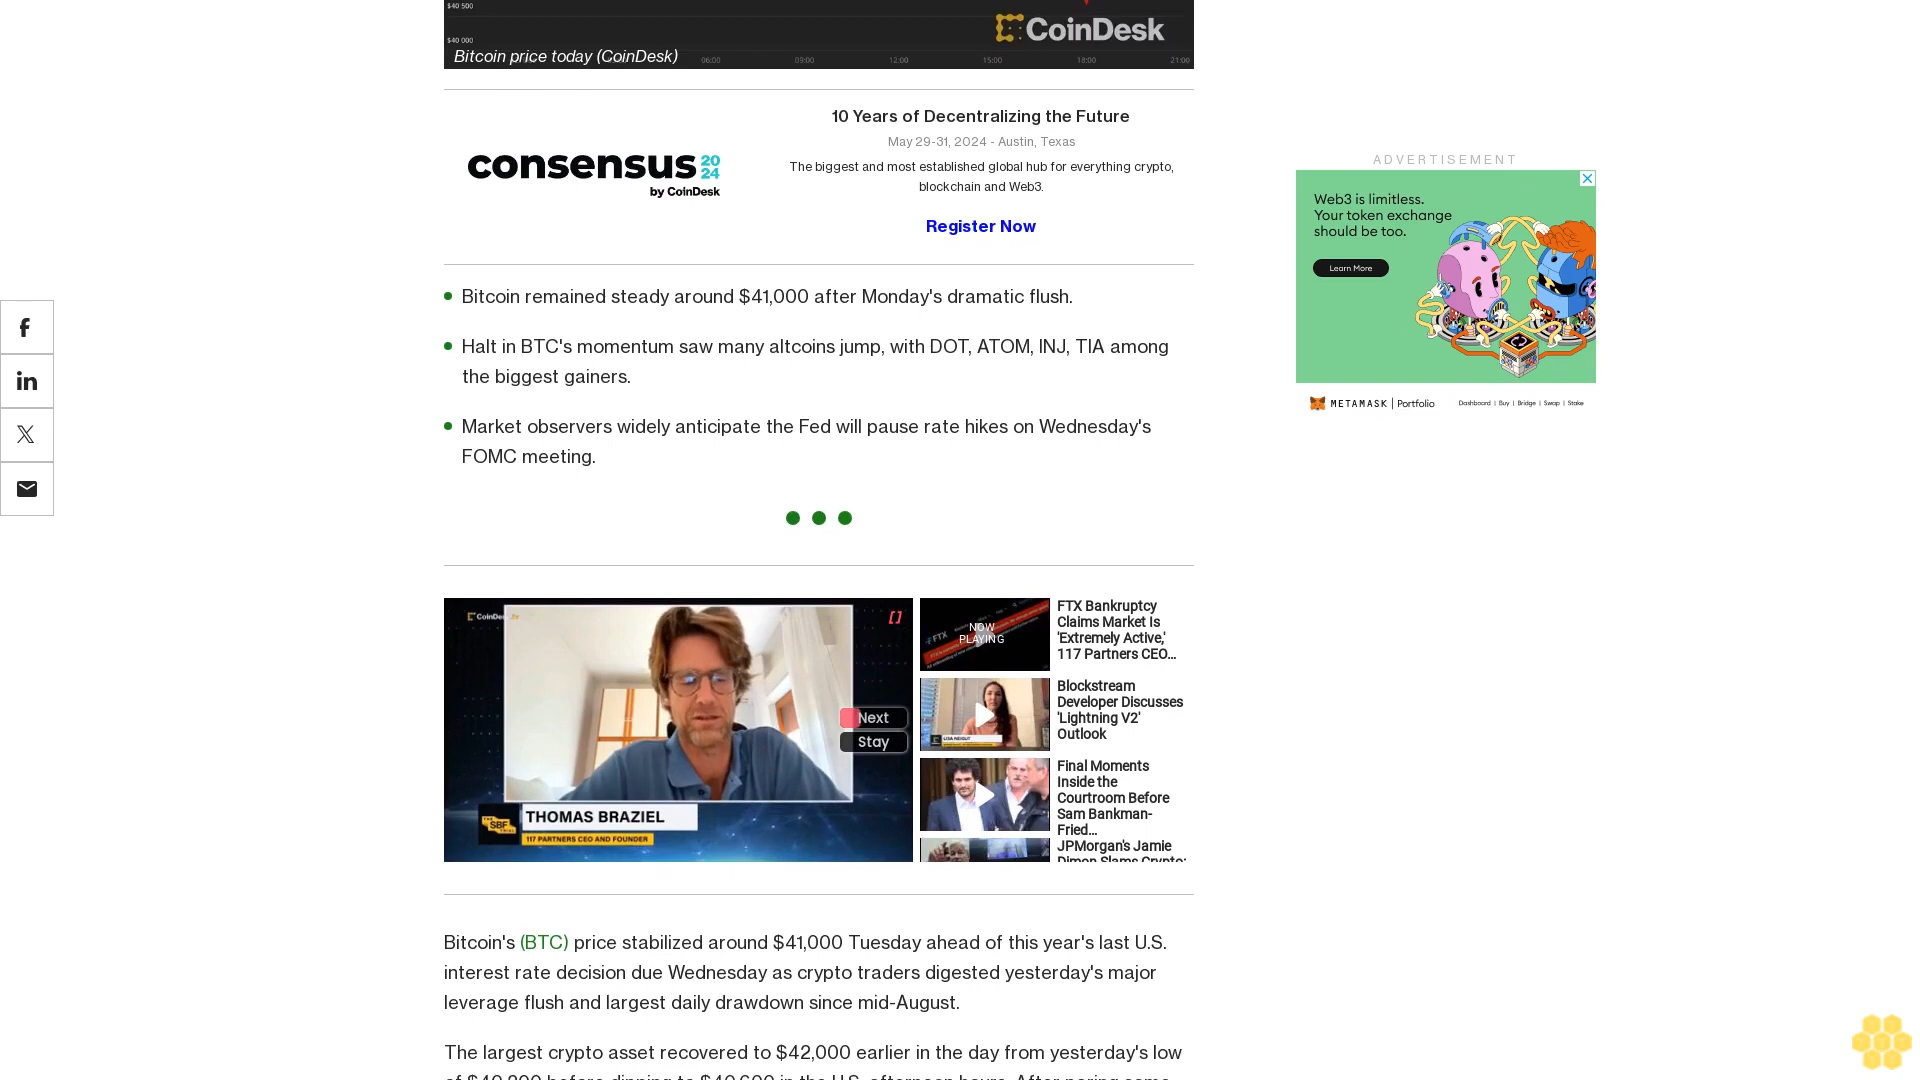 $40 500
CoinDesk
$40 000
Bitcoin price today (CoinDesk)
06:00
09:00
12:00
15:00
18:00
21:00
consensus 20
24
by CoinDesk
10 Years of Decentralizing the Future
May 29-31, 2024 - Austin, Texas
The biggest and most established global hub for everything crypto,
blockchain and Web3.
Register Now
ADVERTISEMENT
Web3 is limitless.
Your token exchange
should be too.
Learn More
METAMASK | Portfolio
Dashboard | Buy | Bridge | Swap | Stake
Bitcoin remained steady around $41,000 after Monday's dramatic flush.
Halt in BTC's momentum saw many altcoins jump, with DOT, ATOM, INJ, TIA among
the biggest gainers.
Market observers widely anticipate the Fed will pause rate hikes on Wednesday's
FOMC meeting.
Next
Stay
THE
SBF
THOMAS BRAZIEL
117 PARTNERS CEO AND FOUNDER
FTX
NOW
PLAYING
FTX Bankruptcy
Claims Market Is
'Extremely Active,'
117 Partners CEO...
LISA NEIGUT
Blockstream
Developer Discusses
'Lightning V2'
Outlook
Final Moments
Inside the
Courtroom Before
Sam Bankman-
Fried...
JPMorgan's Jamie
Dimon Slams Crypto:
Bitcoin's (BTC) price stabilized around $41,000 Tuesday ahead of this year's last U.S.
interest rate decision due Wednesday as crypto traders digested yesterday's major
leverage flush and largest daily drawdown since mid-August.
The largest crypto asset recovered to $42,000 earlier in the day from yesterday's low